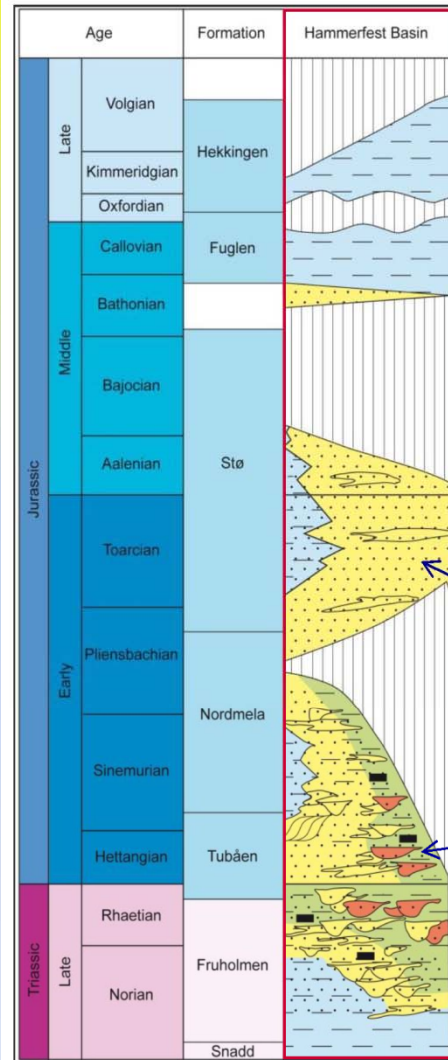 Age Formation Hammerfest Basin
Volgian
Late
Hekkingen
Kimmeridgian
Oxfordian
Callovian
Fuglen
Bathonian
Middle
Bajocian
Jurassic
Aalenian
Stø
Toarcian
Early
Pliensbachian
Nordmela
Sinemurian
Hettangian
Tubåen
Rhaetian
Triassic
Late
Fruholmen
Norian
Snadd